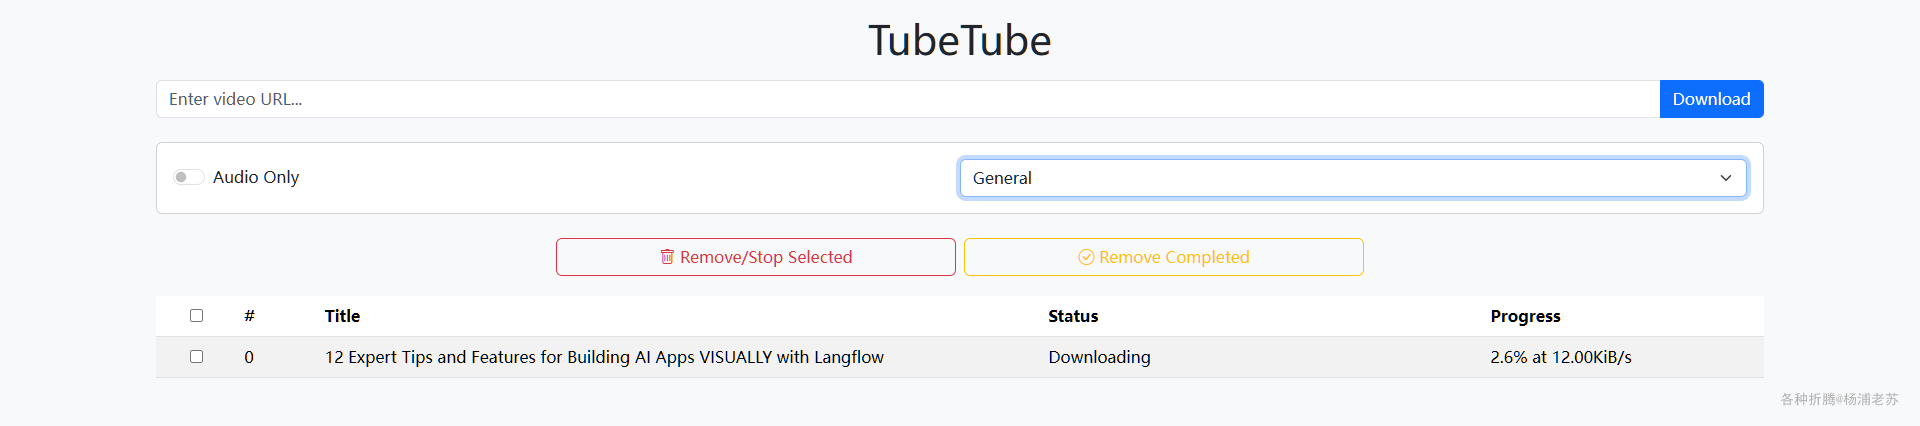 TubeTube
Enter video URL...
Download
Audio Only
General
Remove/Stop Selected
Remove Completed
# Title Status Progress
0 12 Expert Tips and Features for Building AI Apps VISUALLY with Langflow Downloading 2.6% at 12.00KiB/s
各种折腾@杨浦老苏